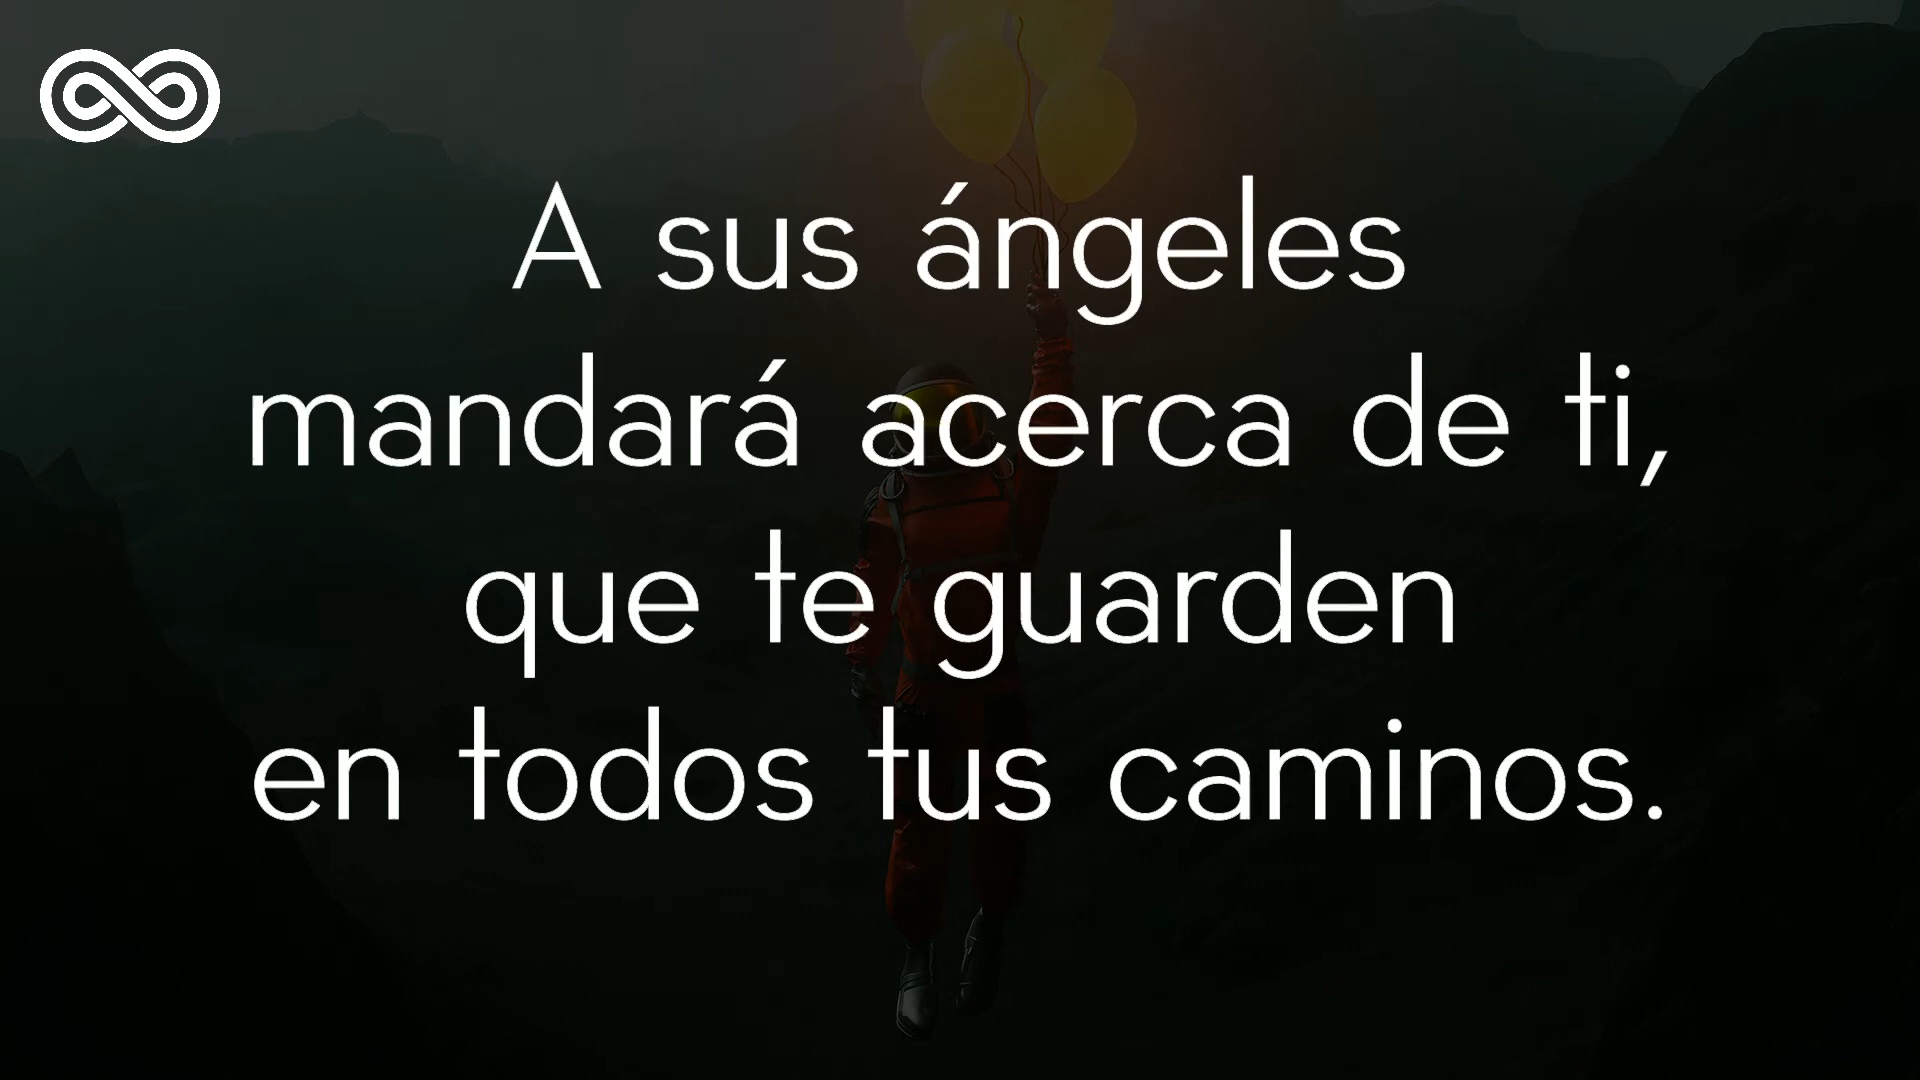 A sus ángeles
mandará acerca de ti,
que te guarden
en todos tus caminos.